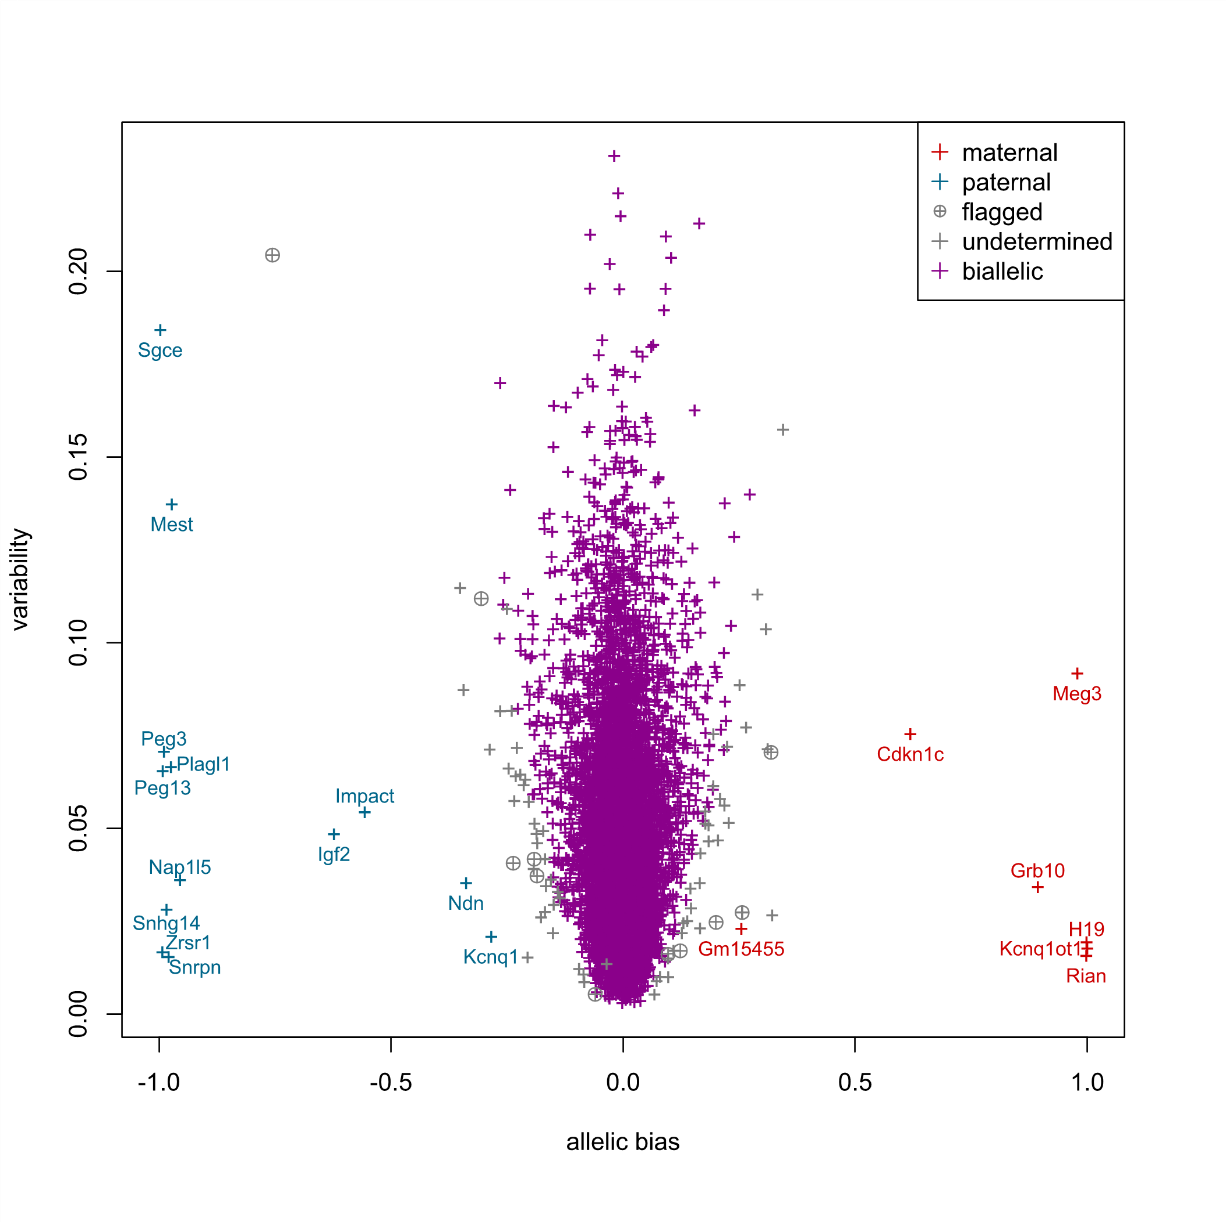 maternal
paternal
flagged
undetermined
biallelic
variability
0.20
0.15
0.10
0.05
0.00
Sgce
Mest
Peg3
Plagl1
Peg13
Impact
Igf2
Nap1l5
Ndn
Snhg14
Zrsr1
Snrpn
Kcnq1
Meg3
Cdkn1c
Grb10
H19
Gm15455
Kcnq1ot1
Rian
-1.0
-0.5
0.0
0.5
1.0
allelic bias